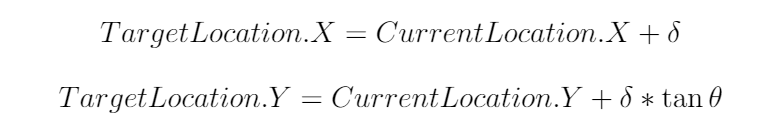 TargetLocation.X = CurrentLocation.X + δ
TargetLocation.Y = CurrentLocation.Y + δ ∗ tan θ